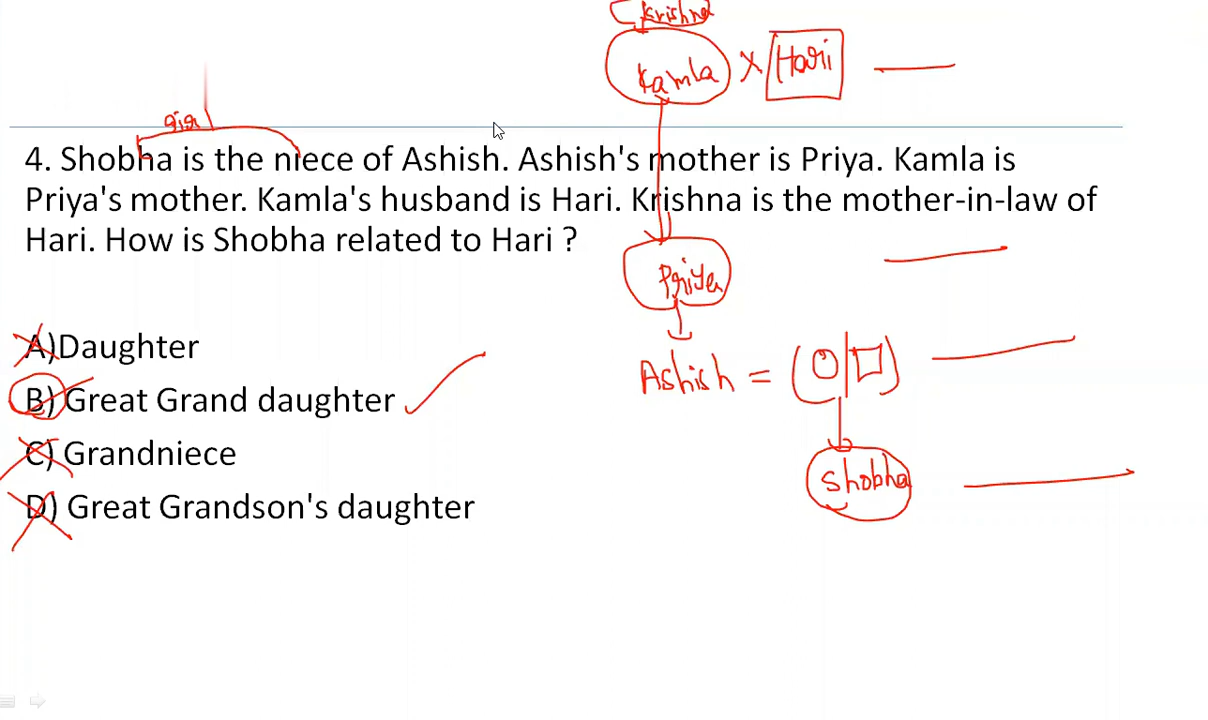 Krishna
Kamla × Hari
girl
4. Shobha is the niece of Ashish. Ashish's mother is Priya. Kamla is
Priya's mother. Kamla's husband is Hari. Krishna is the mother-in-law of
Hari. How is Shobha related to Hari ?
Priya
A)Daughter
Ashish =
B) Great Grand daughter
C) Grandniece
Shobha
D) Great Grandson's daughter